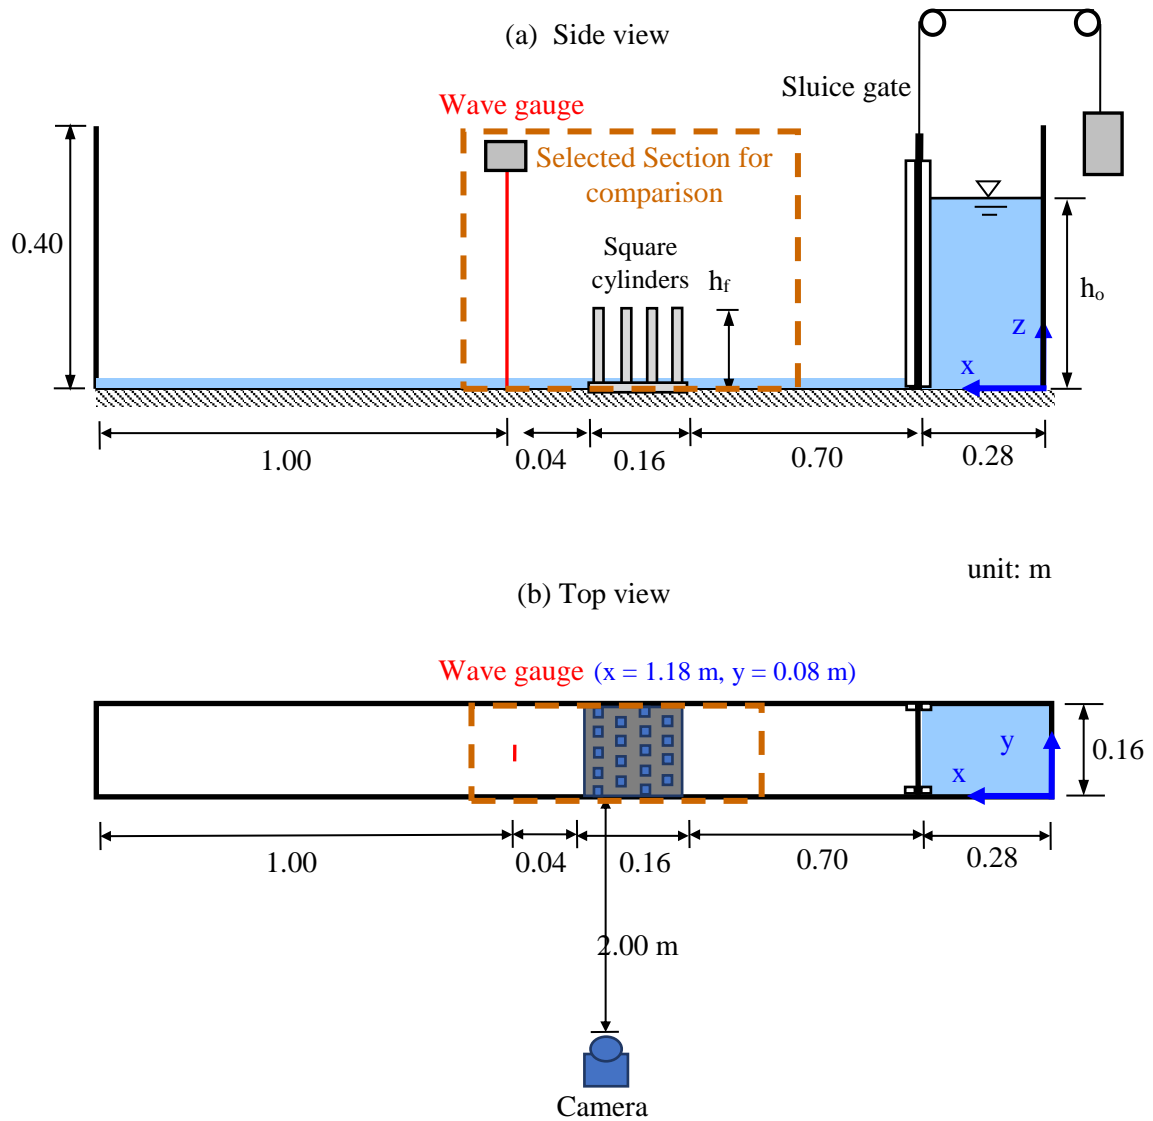 (a) Side view
Sluice gate
Wave gauge
Selected Section for
comparison
0.40
Square
cylinders
h_f
h_o
z
x
1.00
0.04
0.16
0.70
0.28
unit: m
(b) Top view
Wave gauge (x = 1.18 m, y = 0.08 m)
y
0.16
x
1.00
0.04
0.16
0.70
0.28
2.00 m
Camera